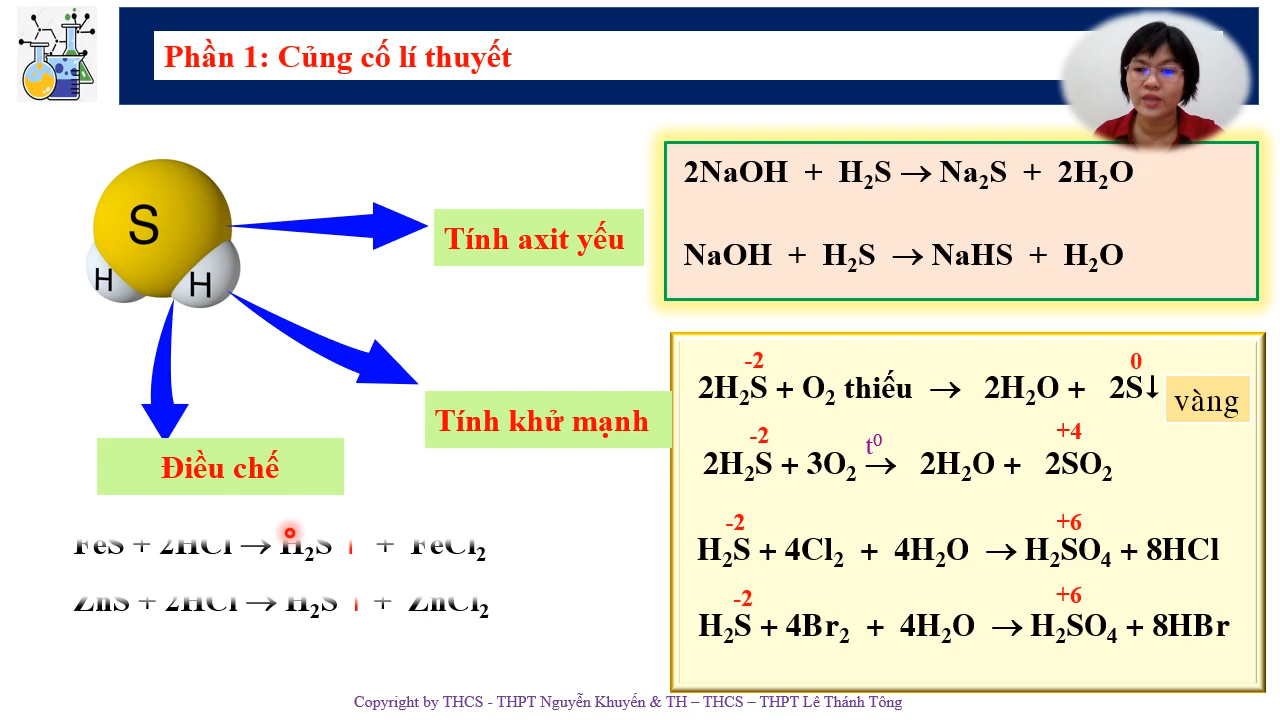 Phần 1: Củng cố lí thuyết
S
H
H
Tính axit yếu
2NaOH + H₂S → Na₂S + 2H₂O
NaOH + H₂S → NaHS + H₂O
Tính khử mạnh
-2 0
2H₂S + O₂ thiếu → 2H₂O + 2S↓ vàng
-2 t⁰ +4
2H₂S + 3O₂ → 2H₂O + 2SO₂
-2 +6
H₂S + 4Cl₂ + 4H₂O → H₂SO₄ + 8HCl
-2 +6
H₂S + 4Br₂ + 4H₂O → H₂SO₄ + 8HBr
Điều chế
FeS + 2HCl → H₂S ↑ + FeCl₂
ZnS + 2HCl → H₂S ↑ + ZnCl₂
Copyright by THCS - THPT Nguyễn Khuyến & TH – THCS – THPT Lê Thánh Tông